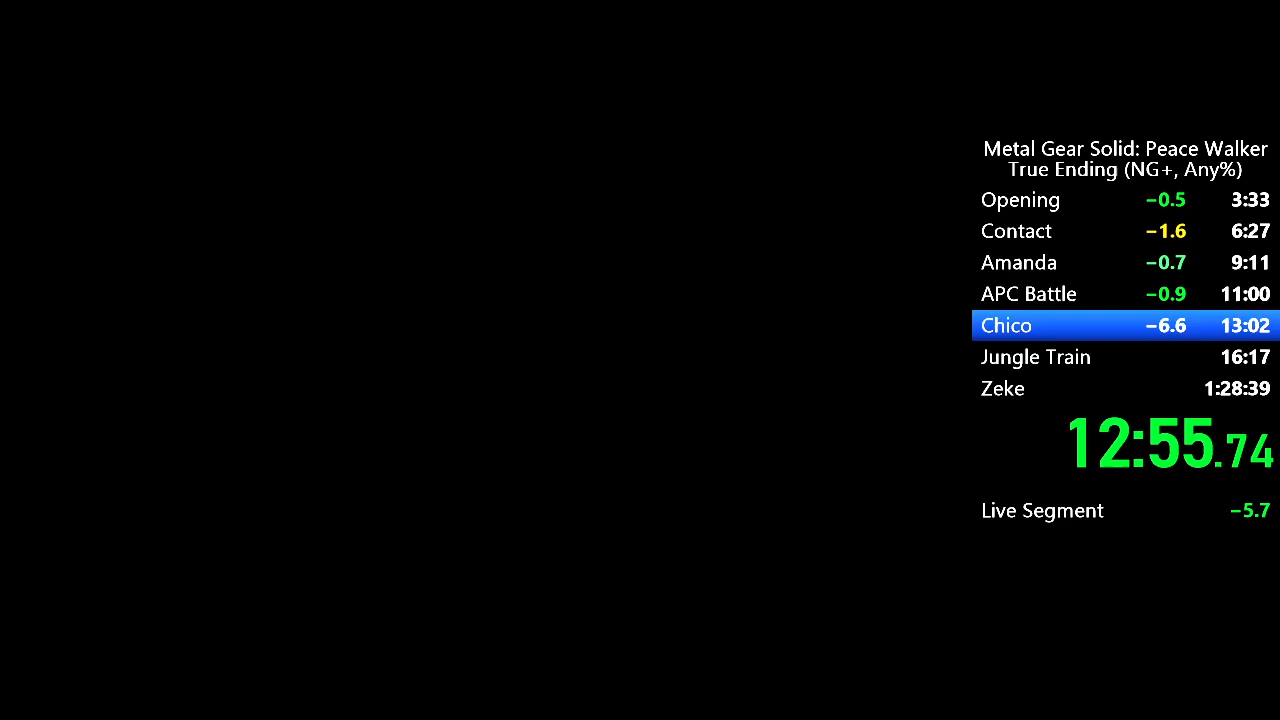 Metal Gear Solid: Peace Walker
True Ending (NG+, Any%)
Opening −0.5 3:33
Contact −1.6 6:27
Amanda −0.7 9:11
APC Battle −0.9 11:00
Chico −6.6 13:02
Jungle Train 16:17
Zeke 1:28:39
12:55.74
Live Segment −5.7